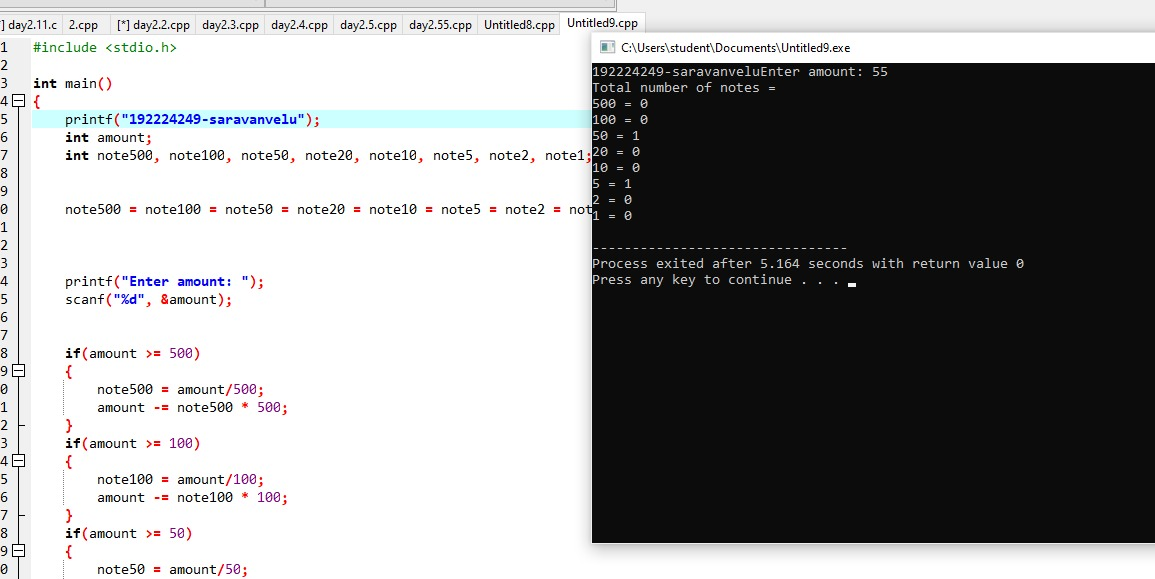 ] day2.11.c 2.cpp [*] day2.2.cpp day2.3.cpp day2.4.cpp day2.5.cpp day2.55.cpp Untitled8.cpp Untitled9.cpp
1 #include <stdio.h>
2
3 int main()
4 {
5 printf("192224249-saravanvelu");
6 int amount;
7 int note500, note100, note50, note20, note10, note5, note2, note1;
8
9
0 note500 = note100 = note50 = note20 = note10 = note5 = note2 = not
1
2
3
4 printf("Enter amount: ");
5 scanf("%d", &amount);
6
7
8 if(amount >= 500)
9 {
0 note500 = amount/500;
1 amount -= note500 * 500;
2 }
3 if(amount >= 100)
4 {
5 note100 = amount/100;
6 amount -= note100 * 100;
7 }
8 if(amount >= 50)
9 {
0 note50 = amount/50;
C:\Users\student\Documents\Untitled9.exe
192224249-saravanveluEnter amount: 55
Total number of notes =
500 = 0
100 = 0
50 = 1
20 = 0
10 = 0
5 = 1
2 = 0
1 = 0
--------------------------------
Process exited after 5.164 seconds with return value 0
Press any key to continue . . .